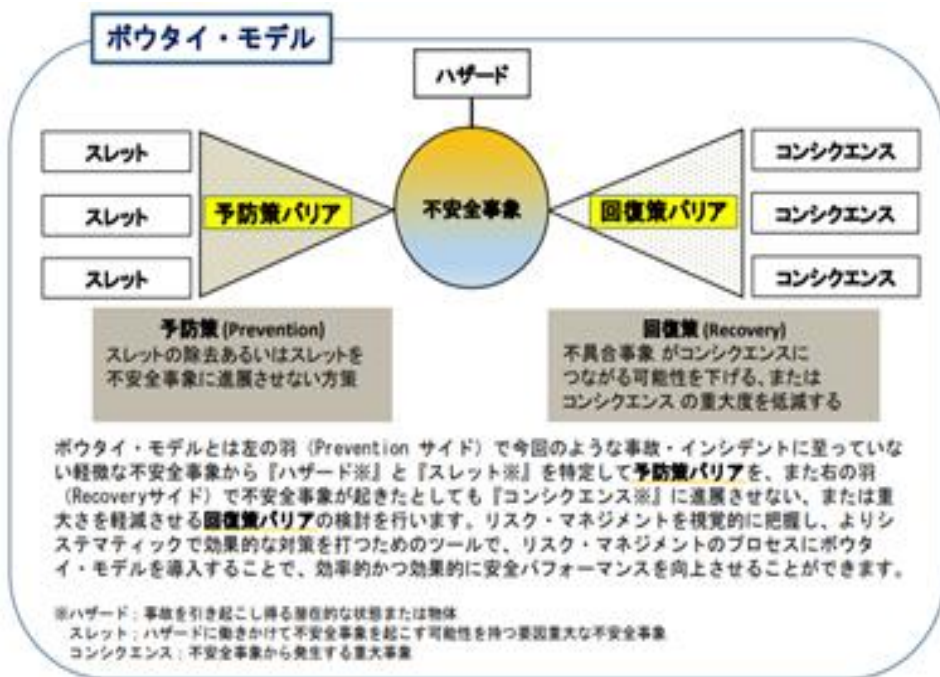 ボウタイ・モデル
ハザード
スレット
スレット
スレット
予防策バリア
不安全事象
回復策バリア
コンシクエンス
コンシクエンス
コンシクエンス
予防策 (Prevention)
スレットの除去あるいはスレットを
不安全事象に進展させない方策
回復策 (Recovery)
不具合事象 がコンシクエンスに
つながる可能性を下げる、または
コンシクエンス の重大度を低減する
ボウタイ・モデルとは左の羽（Prevention サイド）で今回のような事故・インシデントに至っていな
い軽微な不安全事象から『ハザード※』と『スレット※』を特定して予防策バリアを、また右の羽
（Recoveryサイド）で不安全事象が起きたとしても『コンシクエンス※』に進展させない、または重
大さを軽減させる回復策バリアの検討を行います。リスク・マネジメントを視覚的に把握し、よりシ
ステマティックで効果的な対策を打つためのツールで、リスク・マネジメントのプロセスにボウタ
イ・モデルを導入することで、効率的かつ効果的に安全パフォーマンスを向上させることができます。
※ハザード：事故を引き起こし得る潜在的な状態または物体
スレット：ハザードに働きかけて不安全事象を起こす可能性を持つ要因重大な不安全事象
コンシクエンス：不安全事象から発生する重大事象